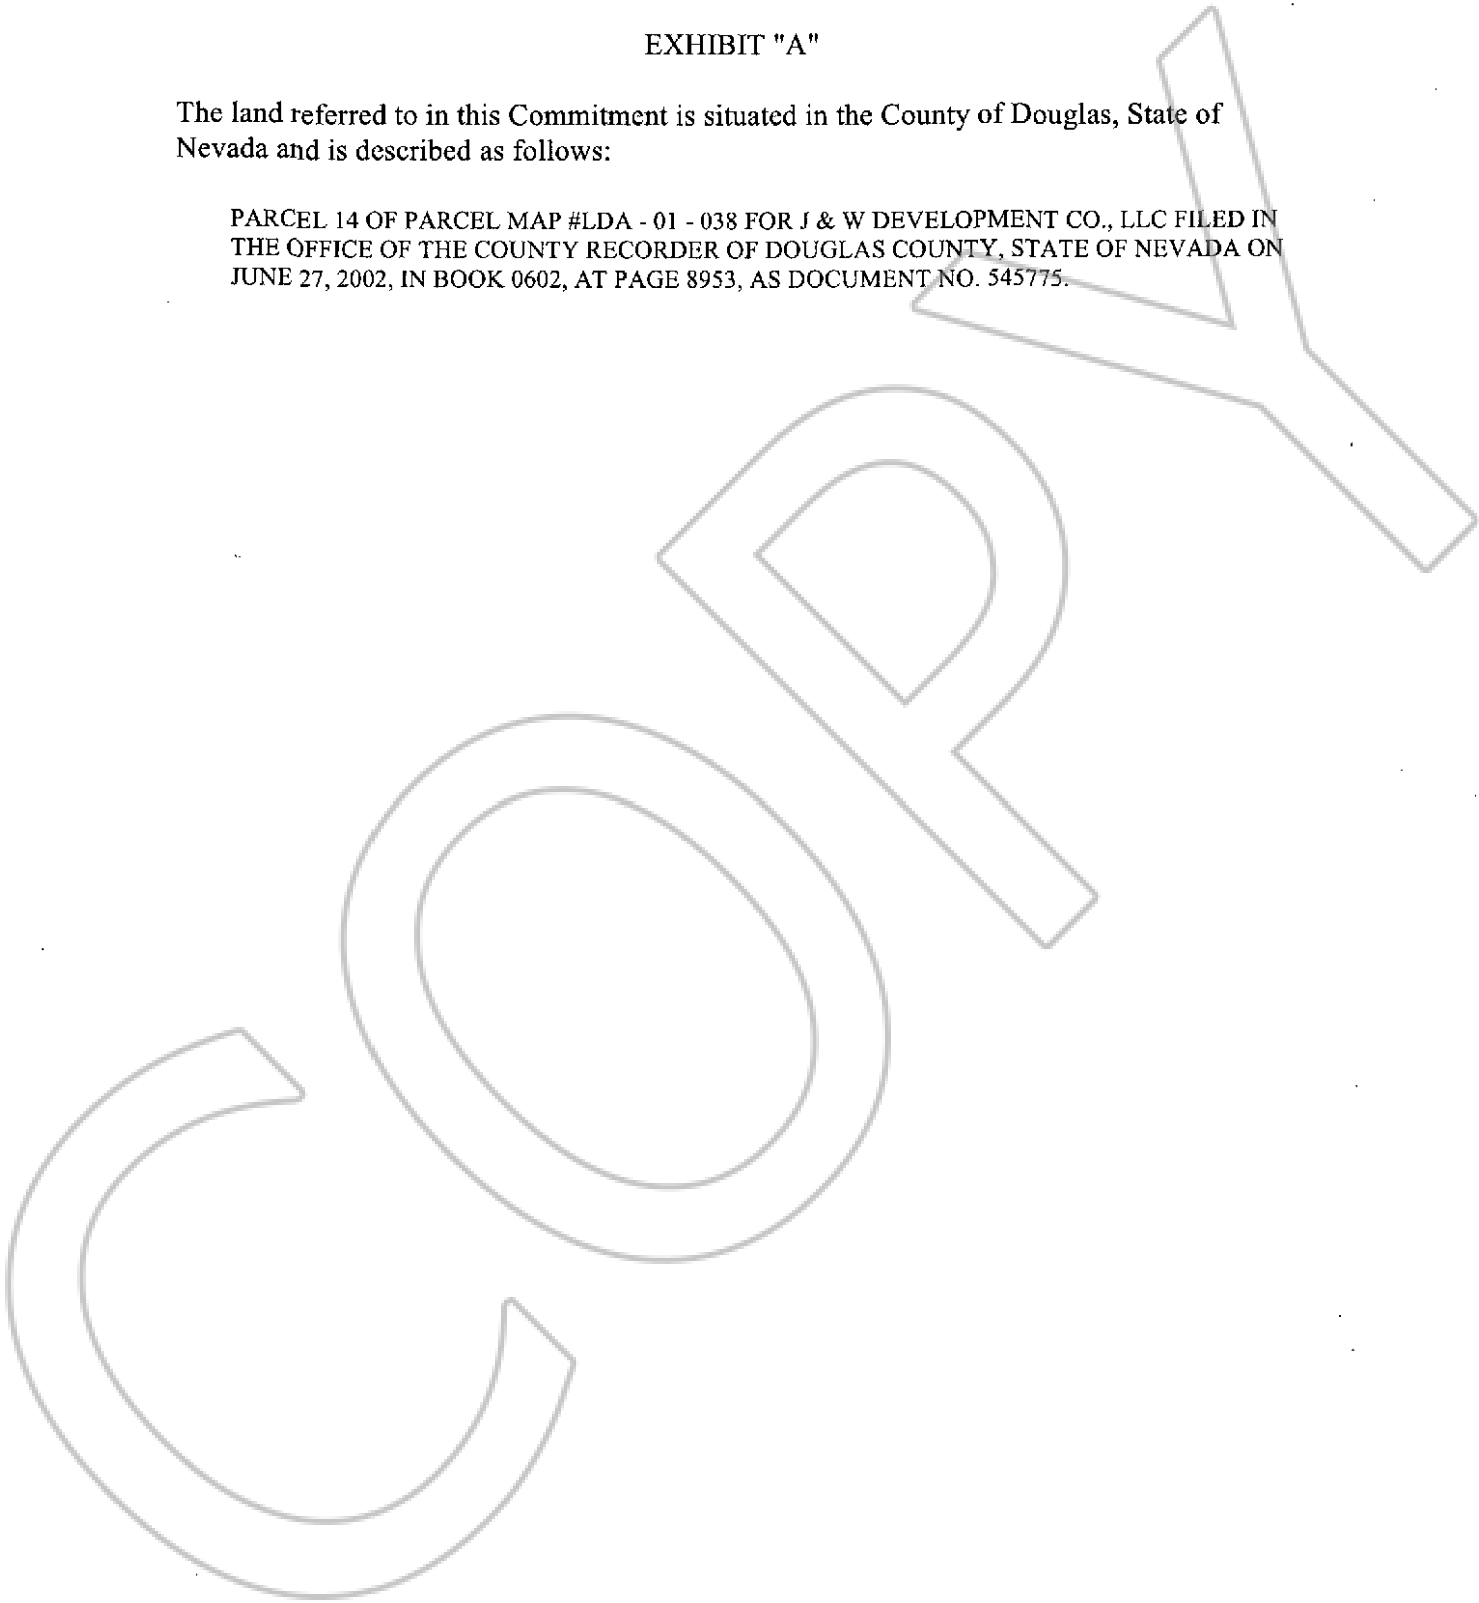 EXHIBIT "A"
The land referred to in this Commitment is situated in the County of Douglas, State of
Nevada and is described as follows:
PARCEL 14 OF PARCEL MAP #LDA - 01 - 038 FOR J & W DEVELOPMENT CO., LLC FILED IN
THE OFFICE OF THE COUNTY RECORDER OF DOUGLAS COUNTY, STATE OF NEVADA ON
JUNE 27, 2002, IN BOOK 0602, AT PAGE 8953, AS DOCUMENT NO. 545775.
COPY